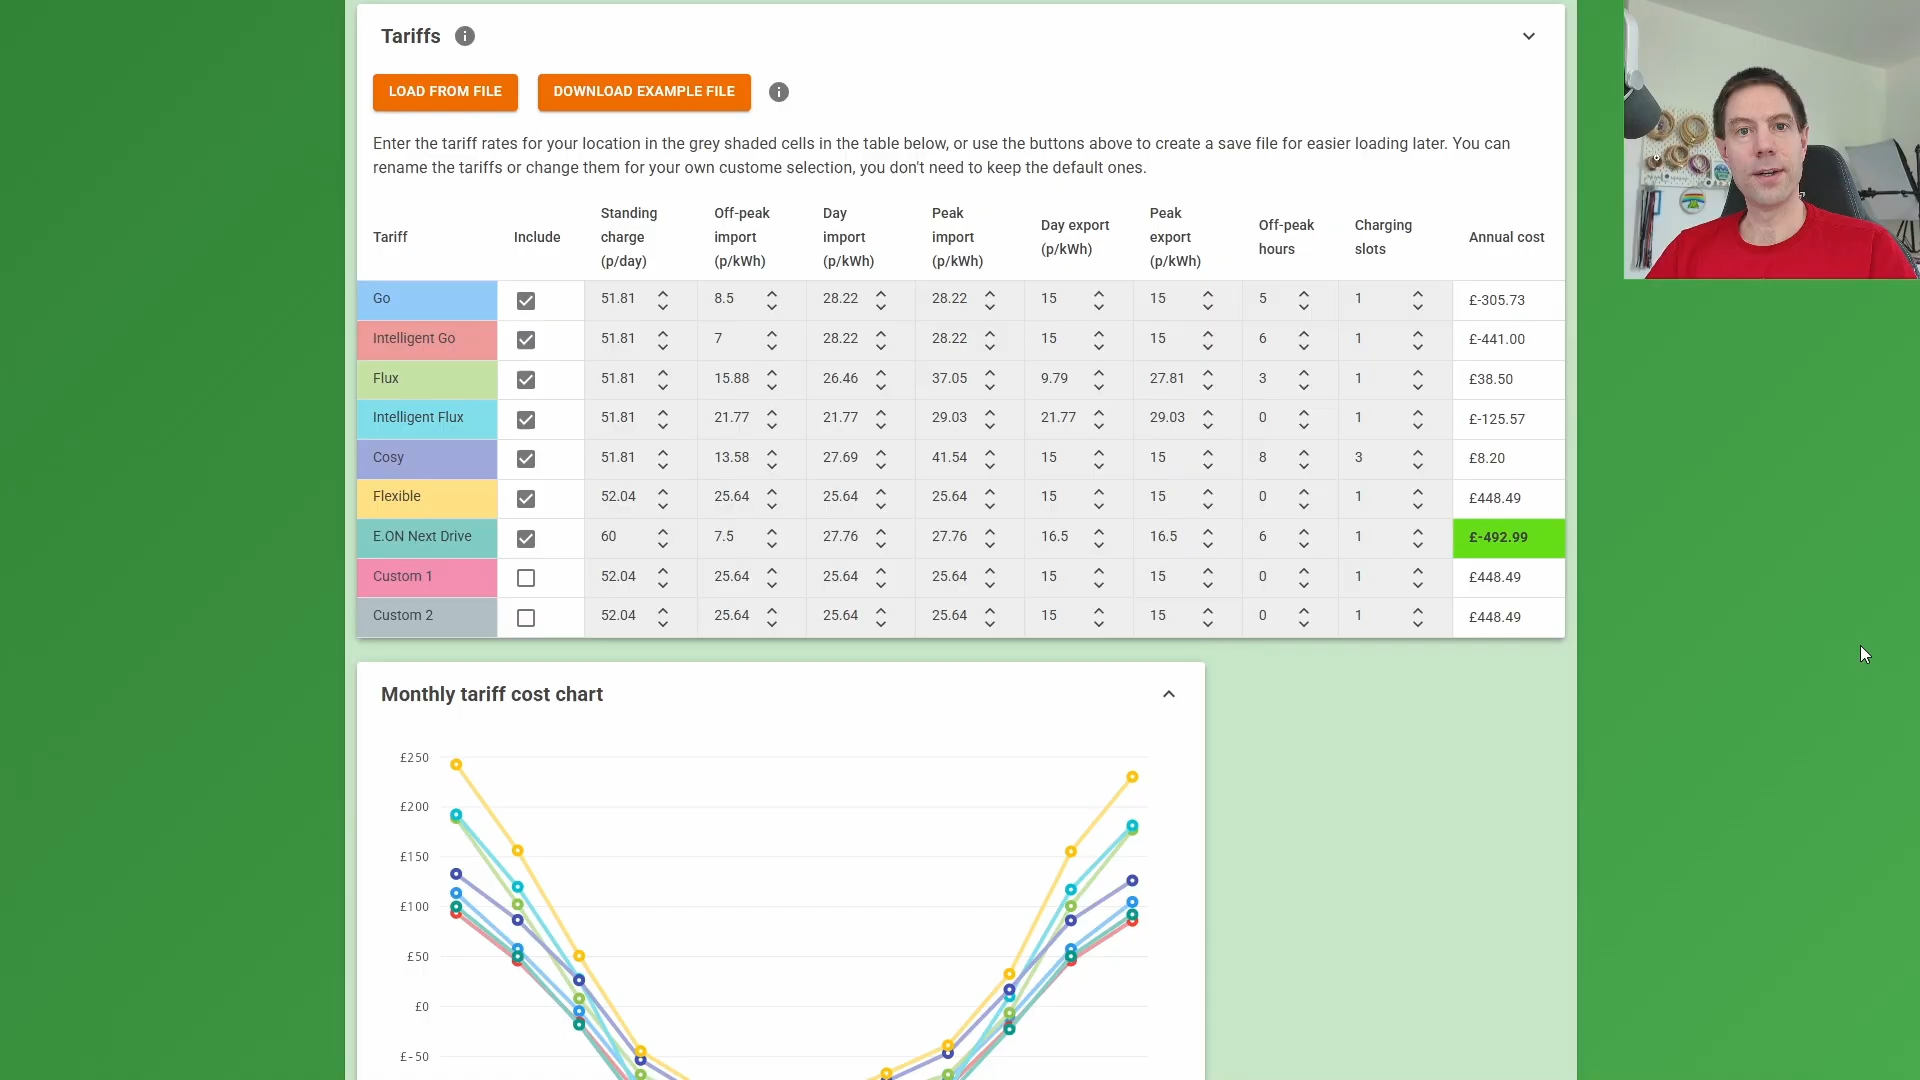 Tariffs
LOAD FROM FILE DOWNLOAD EXAMPLE FILE
Enter the tariff rates for your location in the grey shaded cells in the table below, or use the buttons above to create a save file for easier loading later. You can
rename the tariffs or change them for your own custome selection, you don't need to keep the default ones.
Tariff Include Standing charge (p/day) Off-peak import (p/kWh) Day import (p/kWh) Peak import (p/kWh) Day export (p/kWh) Peak export (p/kWh) Off-peak hours Charging slots Annual cost
Go 51.81 8.5 28.22 28.22 15 15 5 1 £-305.73
Intelligent Go 51.81 7 28.22 28.22 15 15 6 1 £-441.00
Flux 51.81 15.88 26.46 37.05 9.79 27.81 3 1 £38.50
Intelligent Flux 51.81 21.77 21.77 29.03 21.77 29.03 0 1 £-125.57
Cosy 51.81 13.58 27.69 41.54 15 15 8 3 £8.20
Flexible 52.04 25.64 25.64 25.64 15 15 0 1 £448.49
E.ON Next Drive 60 7.5 27.76 27.76 16.5 16.5 6 1 £-492.99
Custom 1 52.04 25.64 25.64 25.64 15 15 0 1 £448.49
Custom 2 52.04 25.64 25.64 25.64 15 15 0 1 £448.49
Monthly tariff cost chart
£250
£200
£150
£100
£50
£0
£-50